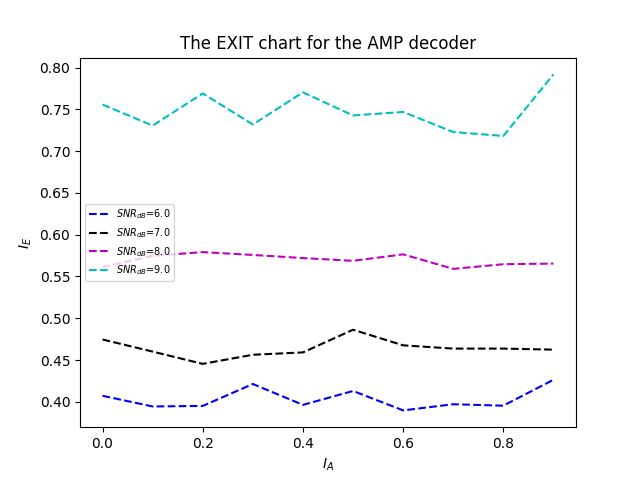 The EXIT chart for the AMP decoder
0.80
0.75
0.70
0.65
0.60
0.55
0.50
0.45
0.40
I_E
SNR_dB=6.0
SNR_dB=7.0
SNR_dB=8.0
SNR_dB=9.0
0.0 0.2 0.4 0.6 0.8
I_A